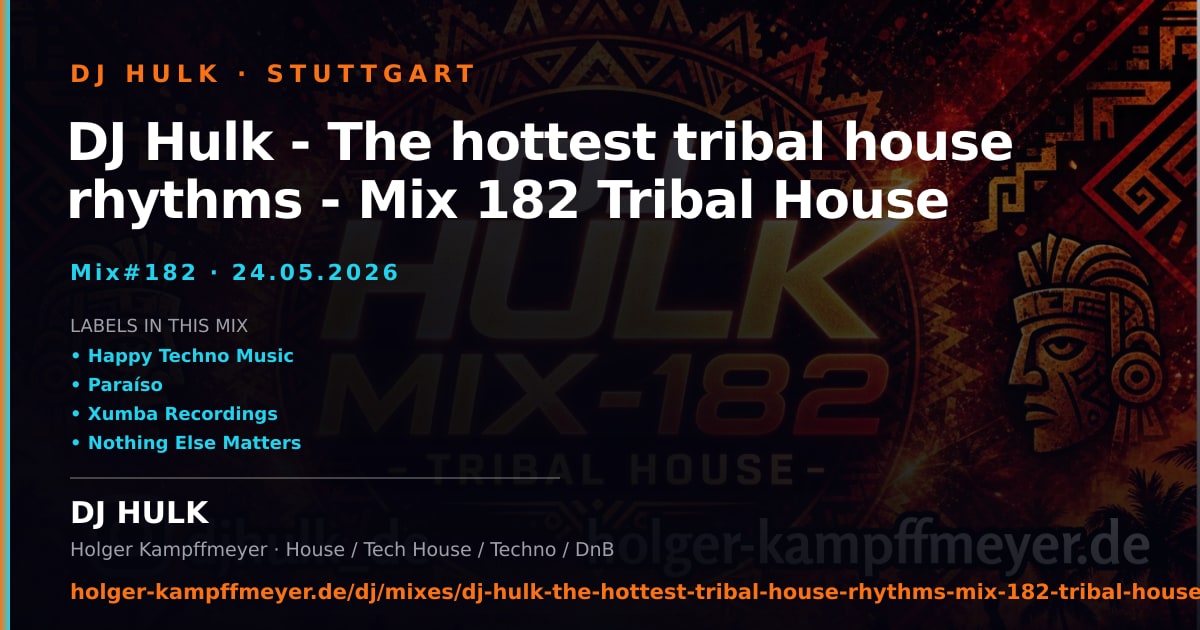 DJ HULK · STUTTGART
DJ Hulk - The hottest tribal house
rhythms - Mix 182 Tribal House
Mix#182 · 24.05.2026
LABELS IN THIS MIX
• Happy Techno Music
• Paraíso
• Xumba Recordings
• Nothing Else Matters
DJ HULK
Holger Kampffmeyer · House / Tech House / Techno / DnB
holger-kampffmeyer.de/dj/mixes/dj-hulk-the-hottest-tribal-house-rhythms-mix-182-tribal-house
DJ
HULK
MIX-182
- TRIBAL HOUSE -
djhulk_de
holger-kampffmeyer.de